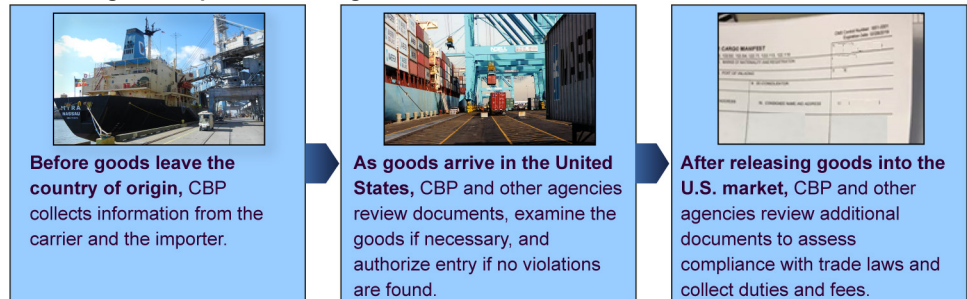 MYRA
NASSAU
CARGO MANIFEST
Before goods leave the
country of origin, CBP
collects information from the
carrier and the importer.
As goods arrive in the United
States, CBP and other agencies
review documents, examine the
goods if necessary, and
authorize entry if no violations
are found.
After releasing goods into the
U.S. market, CBP and other
agencies review additional
documents to assess
compliance with trade laws and
collect duties and fees.